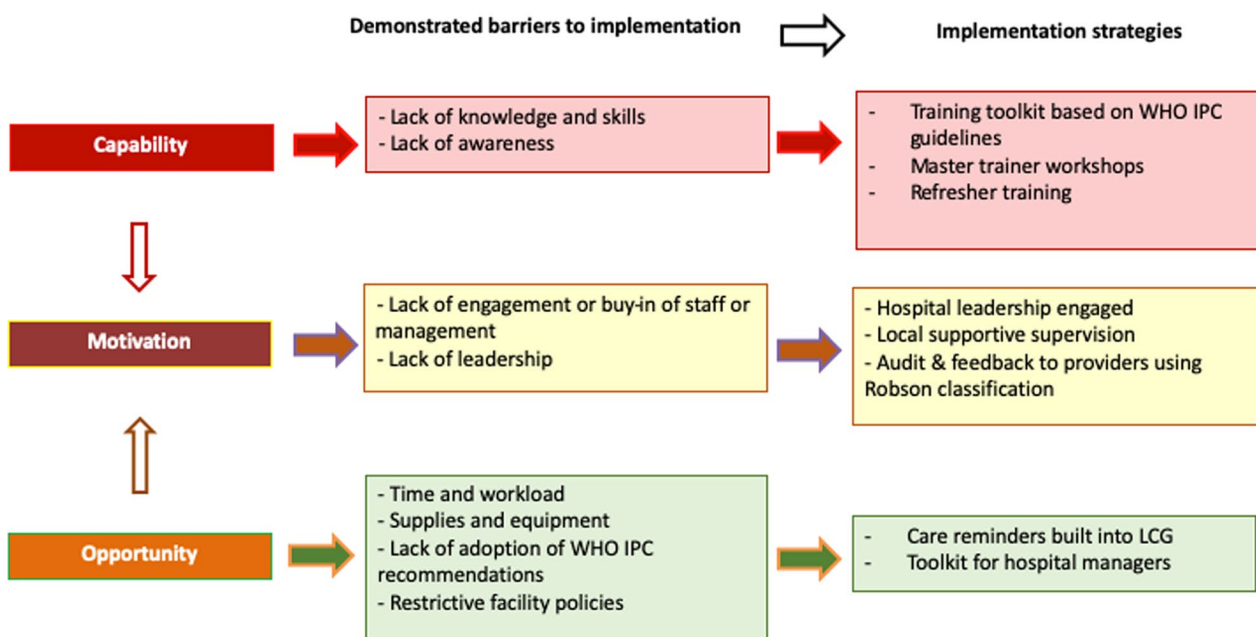 Demonstrated barriers to implementation
Implementation strategies
Capability
- Lack of knowledge and skills
- Lack of awareness
- Training toolkit based on WHO IPC
guidelines
- Master trainer workshops
- Refresher training
Motivation
- Lack of engagement or buy-in of staff or
management
- Lack of leadership
- Hospital leadership engaged
- Local supportive supervision
- Audit & feedback to providers using
Robson classification
Opportunity
- Time and workload
- Supplies and equipment
- Lack of adoption of WHO IPC
recommendations
- Restrictive facility policies
- Care reminders built into LCG
- Toolkit for hospital managers